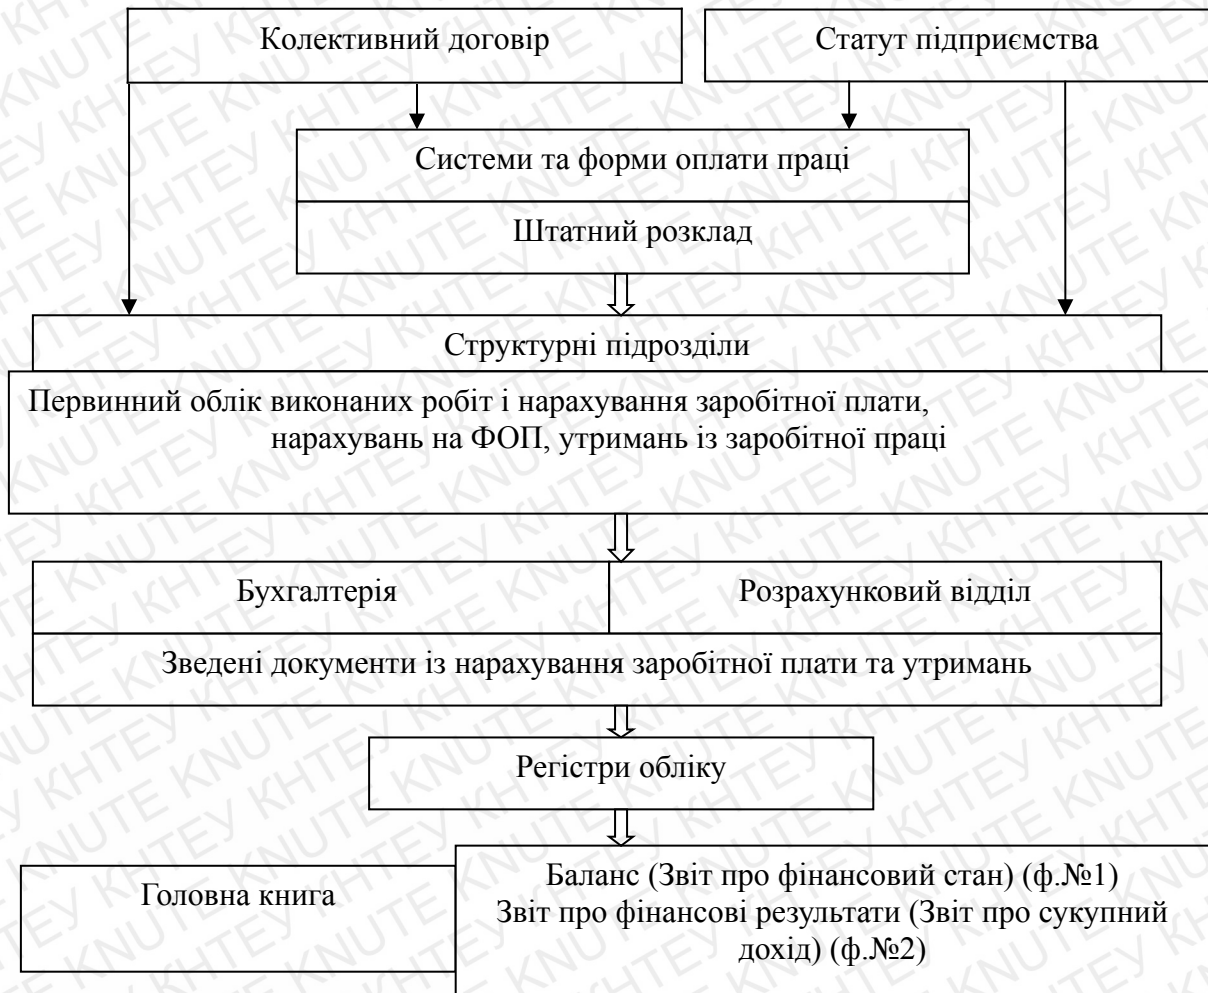 Колективний договір
Статут підприємства
Системи та форми оплати праці
Штатний розклад
Структурні підрозділи
Первинний облік виконаних робіт і нарахування заробітної плати,
нарахувань на ФОП, утримань із заробітної праці
Бухгалтерія
Розрахунковий відділ
Зведені документи із нарахування заробітної плати та утримань
Регістри обліку
Головна книга
Баланс (Звіт про фінансовий стан) (ф.№1)
Звіт про фінансові результати (Звіт про сукупний
дохід) (ф.№2)